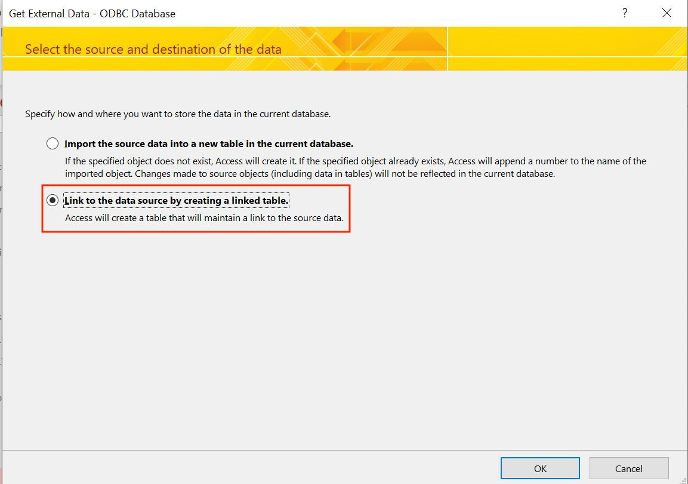 Get External Data - ODBC Database
?
Select the source and destination of the data
Specify how and where you want to store the data in the current database.
Import the source data into a new table in the current database.
If the specified object does not exist, Access will create it. If the specified object already exists, Access will append a number to the name of the
imported object. Changes made to source objects (including data in tables) will not be reflected in the current database.
Link to the data source by creating a linked table.
Access will create a table that will maintain a link to the source data.
OK
Cancel